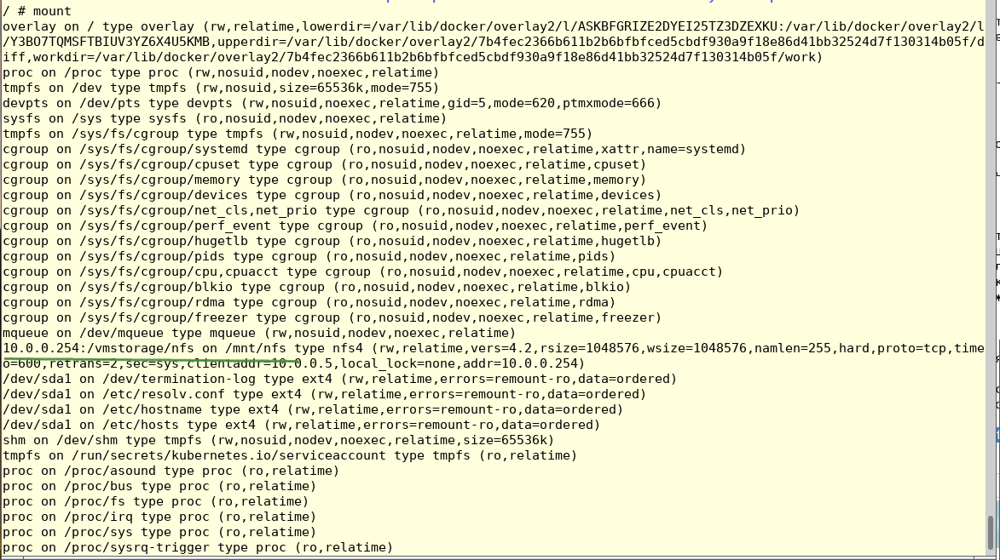 / # mount
overlay on / type overlay (rw,relatime,lowerdir=/var/lib/docker/overlay2/l/ASKBFGRIZE2DYEI25TZ3DZEXKU:/var/lib/docker/overlay2/l
/Y3BO7TQMSFTBIUV3YZ6X4U5KMB,upperdir=/var/lib/docker/overlay2/7b4fec2366b611b2b6bfbfced5cbdf930a9f18e86d41bb32524d7f130314b05f/d
iff,workdir=/var/lib/docker/overlay2/7b4fec2366b611b2b6bfbfced5cbdf930a9f18e86d41bb32524d7f130314b05f/work)
proc on /proc type proc (rw,nosuid,nodev,noexec,relatime)
tmpfs on /dev type tmpfs (rw,nosuid,size=65536k,mode=755)
devpts on /dev/pts type devpts (rw,nosuid,noexec,relatime,gid=5,mode=620,ptmxmode=666)
sysfs on /sys type sysfs (ro,nosuid,nodev,noexec,relatime)
tmpfs on /sys/fs/cgroup type tmpfs (rw,nosuid,nodev,noexec,relatime,mode=755)
cgroup on /sys/fs/cgroup/systemd type cgroup (ro,nosuid,nodev,noexec,relatime,xattr,name=systemd)
cgroup on /sys/fs/cgroup/cpuset type cgroup (ro,nosuid,nodev,noexec,relatime,cpuset)
cgroup on /sys/fs/cgroup/memory type cgroup (ro,nosuid,nodev,noexec,relatime,memory)
cgroup on /sys/fs/cgroup/devices type cgroup (ro,nosuid,nodev,noexec,relatime,devices)
cgroup on /sys/fs/cgroup/net_cls,net_prio type cgroup (ro,nosuid,nodev,noexec,relatime,net_cls,net_prio)
cgroup on /sys/fs/cgroup/perf_event type cgroup (ro,nosuid,nodev,noexec,relatime,perf_event)
cgroup on /sys/fs/cgroup/hugetlb type cgroup (ro,nosuid,nodev,noexec,relatime,hugetlb)
cgroup on /sys/fs/cgroup/pids type cgroup (ro,nosuid,nodev,noexec,relatime,pids)
cgroup on /sys/fs/cgroup/cpu,cpuacct type cgroup (ro,nosuid,nodev,noexec,relatime,cpu,cpuacct)
cgroup on /sys/fs/cgroup/blkio type cgroup (ro,nosuid,nodev,noexec,relatime,blkio)
cgroup on /sys/fs/cgroup/rdma type cgroup (ro,nosuid,nodev,noexec,relatime,rdma)
cgroup on /sys/fs/cgroup/freezer type cgroup (ro,nosuid,nodev,noexec,relatime,freezer)
mqueue on /dev/mqueue type mqueue (rw,nosuid,nodev,noexec,relatime)
10.0.0.254:/vmstorage/nfs on /mnt/nfs type nfs4 (rw,relatime,vers=4.2,rsize=1048576,wsize=1048576,namlen=255,hard,proto=tcp,time
o=600,retrans=2,sec=sys,clientaddr=10.0.0.5,local_lock=none,addr=10.0.0.254)
/dev/sda1 on /dev/termination-log type ext4 (rw,relatime,errors=remount-ro,data=ordered)
/dev/sda1 on /etc/resolv.conf type ext4 (rw,relatime,errors=remount-ro,data=ordered)
/dev/sda1 on /etc/hostname type ext4 (rw,relatime,errors=remount-ro,data=ordered)
/dev/sda1 on /etc/hosts type ext4 (rw,relatime,errors=remount-ro,data=ordered)
shm on /dev/shm type tmpfs (rw,nosuid,nodev,noexec,relatime,size=65536k)
tmpfs on /run/secrets/kubernetes.io/serviceaccount type tmpfs (ro,relatime)
proc on /proc/asound type proc (ro,relatime)
proc on /proc/bus type proc (ro,relatime)
proc on /proc/fs type proc (ro,relatime)
proc on /proc/irq type proc (ro,relatime)
proc on /proc/sys type proc (ro,relatime)
proc on /proc/sysrq-trigger type proc (ro,relatime)